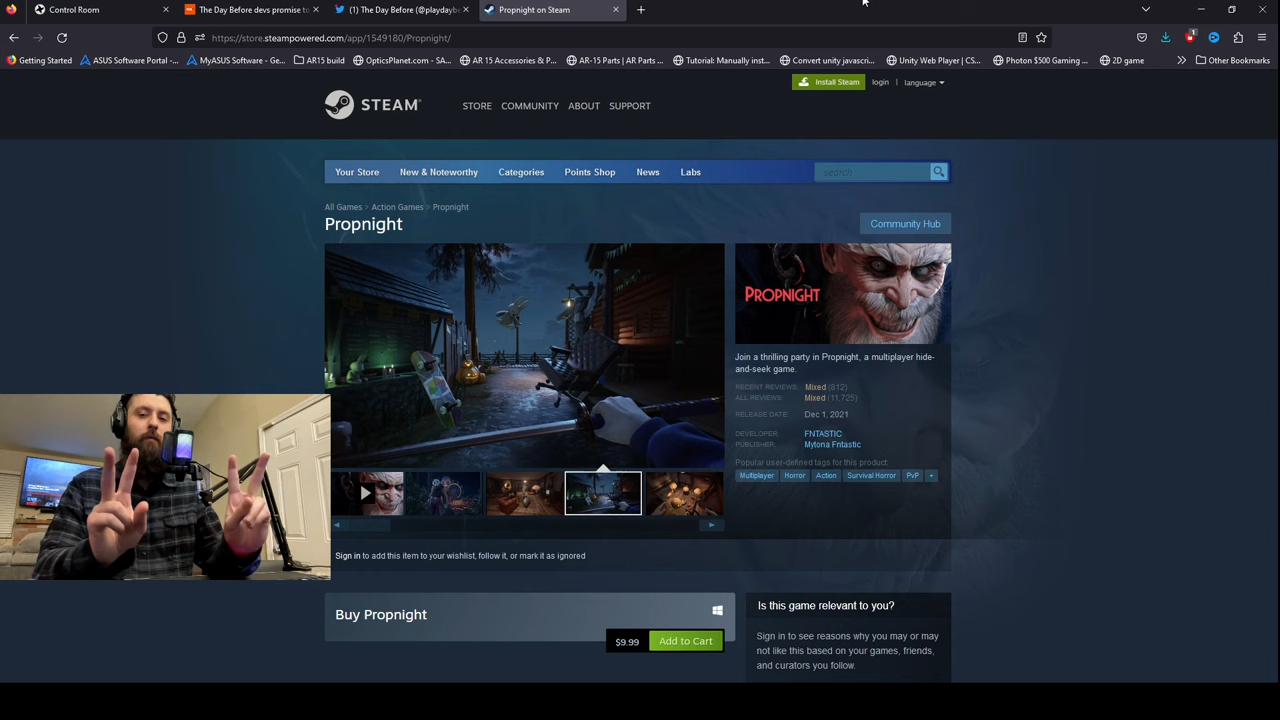 Control Room
The Day Before devs promise to
(1) The Day Before (@playdaybe
Propnight on Steam
https://store.steampowered.com/app/1549180/Propnight/
1
Getting Started
ASUS Software Portal -...
MyASUS Software - Ge...
AR15 build
OpticsPlanet.com - SA...
AR 15 Accessories & P...
AR-15 Parts | AR Parts ...
Tutorial: Manually inst...
Convert unity javascri...
Unity Web Player | CS...
Photon $500 Gaming ...
2D game
Other Bookmarks
Install Steam
login
|
language
STEAM
STORE
COMMUNITY
ABOUT
SUPPORT
Your Store
New & Noteworthy
Categories
Points Shop
News
Labs
search
All Games > Action Games > Propnight
Propnight
Community Hub
PROPNIGHT
Join a thrilling party in Propnight, a multiplayer hide-
and-seek game.
RECENT REVIEWS: Mixed (812)
ALL REVIEWS: Mixed (11,725)
RELEASE DATE: Dec 1, 2021
DEVELOPER: FNTASTIC
PUBLISHER: Mytona Fntastic
Popular user-defined tags for this product:
Multiplayer
Horror
Action
Survival Horror
PvP
+
Sign in to add this item to your wishlist, follow it, or mark it as ignored
Buy Propnight
$9.99
Add to Cart
Is this game relevant to you?
Sign in to see reasons why you may or may
not like this based on your games, friends,
and curators you follow.